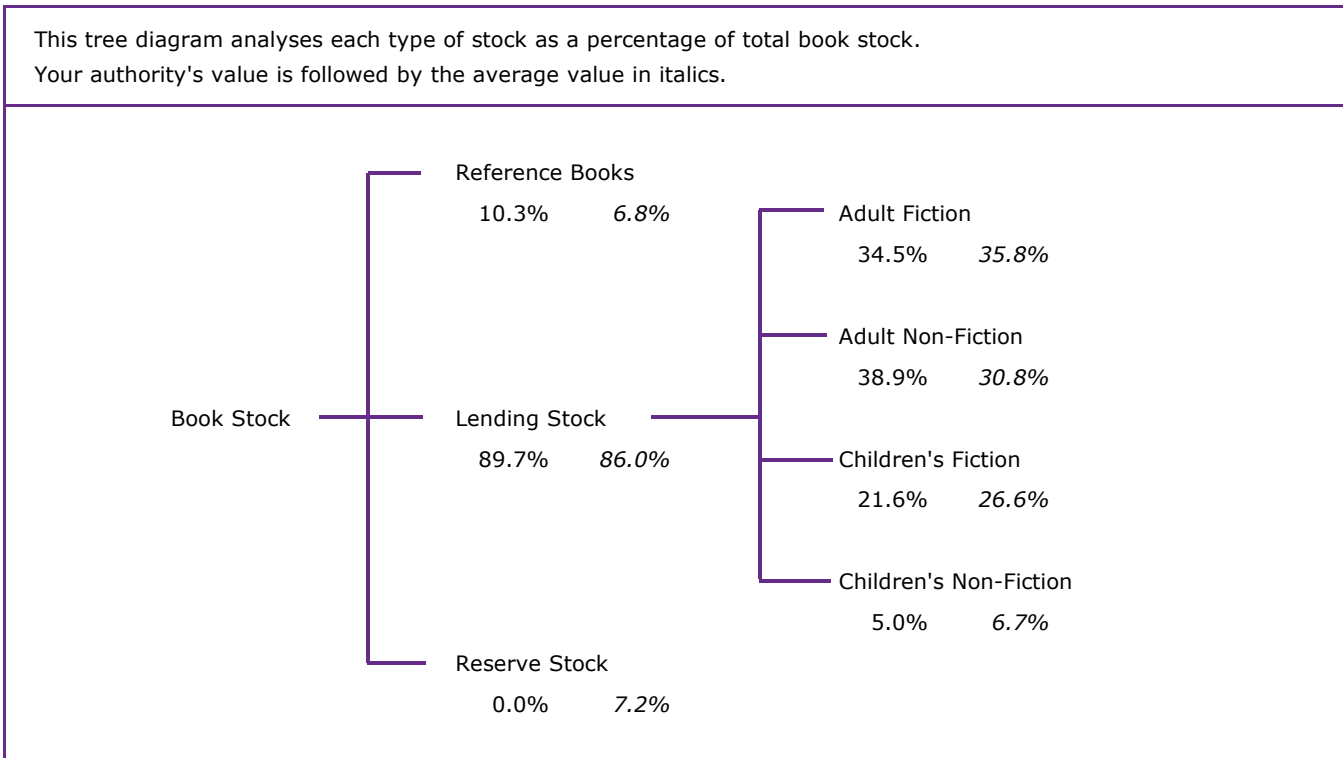 This tree diagram analyses each type of stock as a percentage of total book stock.
Your authority's value is followed by the average value in italics.
Reference Books
10.3% 6.8%
Adult Fiction
34.5% 35.8%
Adult Non-Fiction
38.9% 30.8%
Book Stock
Lending Stock
89.7% 86.0%
Children's Fiction
21.6% 26.6%
Children's Non-Fiction
5.0% 6.7%
Reserve Stock
0.0% 7.2%